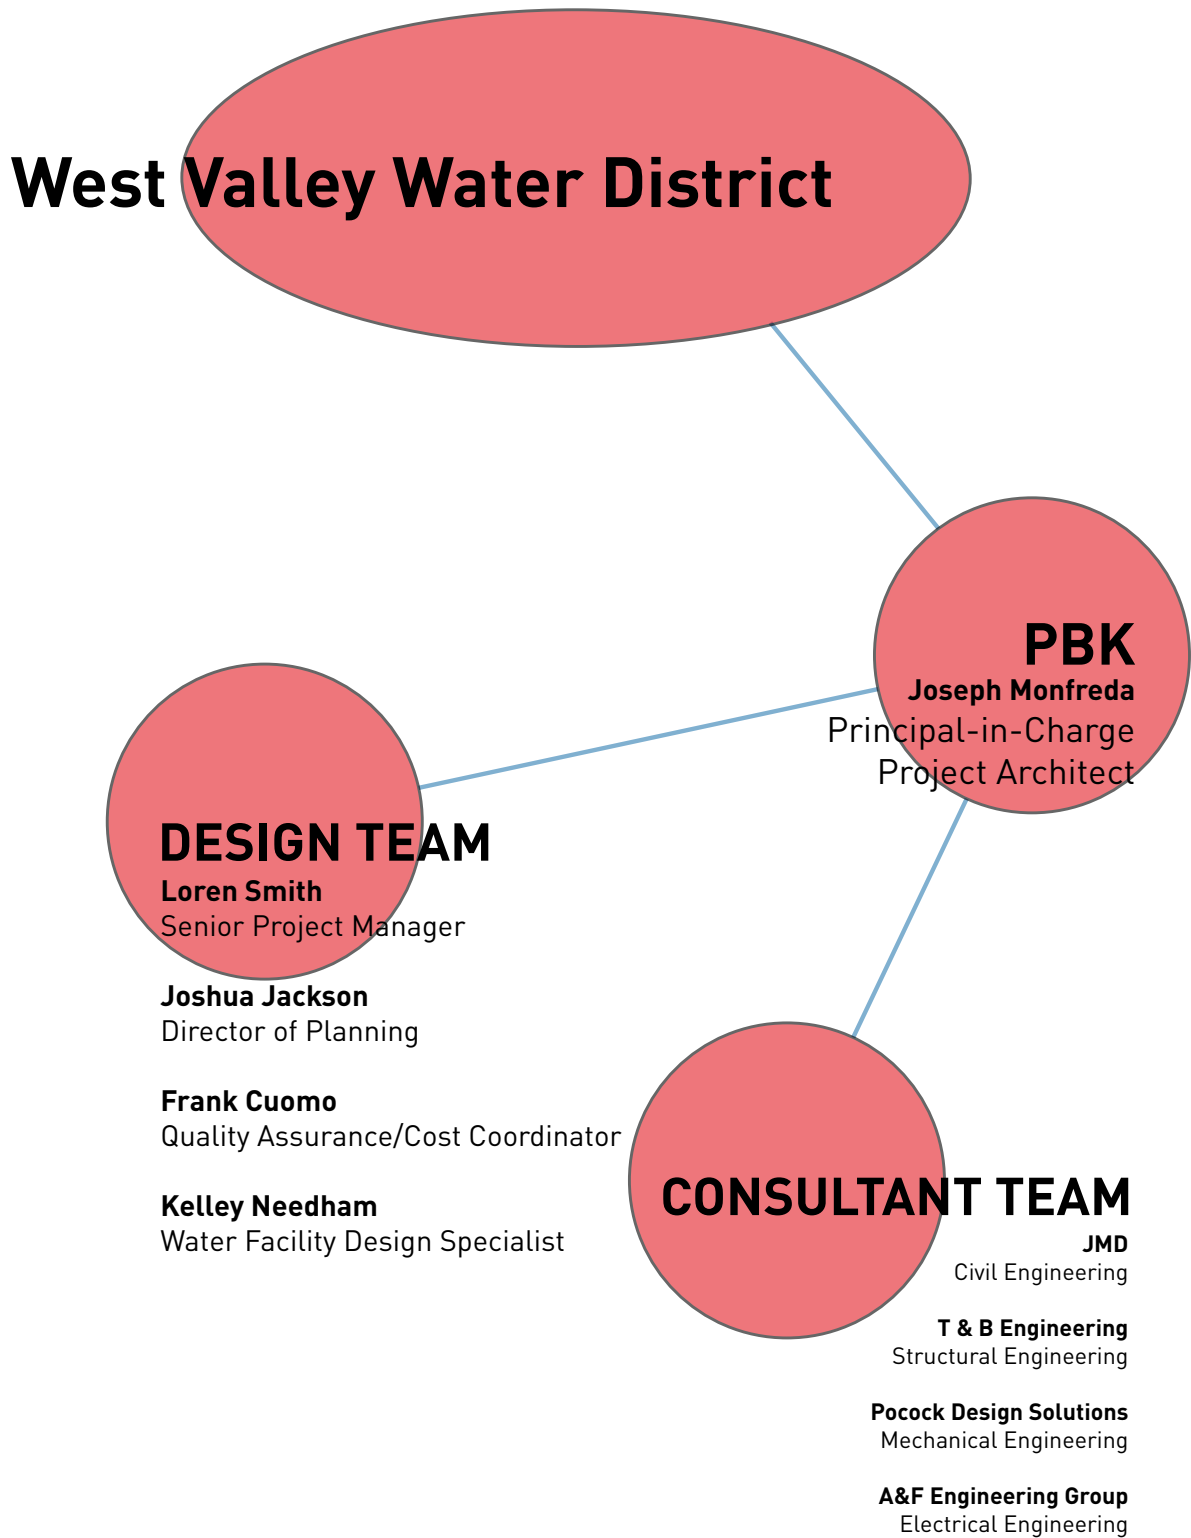 West Valley Water District
PBK
Joseph Monfreda
Principal-in-Charge
Project Architect
DESIGN TEAM
Loren Smith
Senior Project Manager
Joshua Jackson
Director of Planning
Frank Cuomo
Quality Assurance/Cost Coordinator
Kelley Needham
Water Facility Design Specialist
CONSULTANT TEAM
JMD
Civil Engineering
T & B Engineering
Structural Engineering
Pocock Design Solutions
Mechanical Engineering
A&F Engineering Group
Electrical Engineering